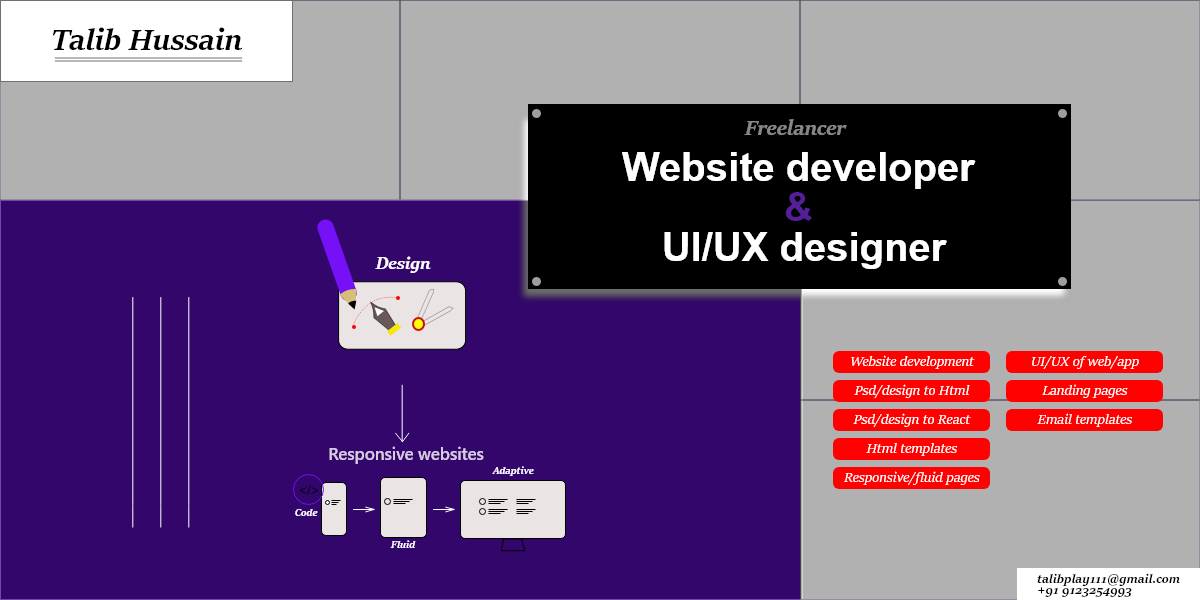 Talib Hussain
Freelancer
Website developer
&
UI/UX designer
Design
Responsive websites
Adaptive
</>
Code
Fluid
Website development
UI/UX of web/app
Psd/design to Html
Landing pages
Psd/design to React
Email templates
Html templates
Responsive/fluid pages
talibplay111@gmail.com
+91 9123254993